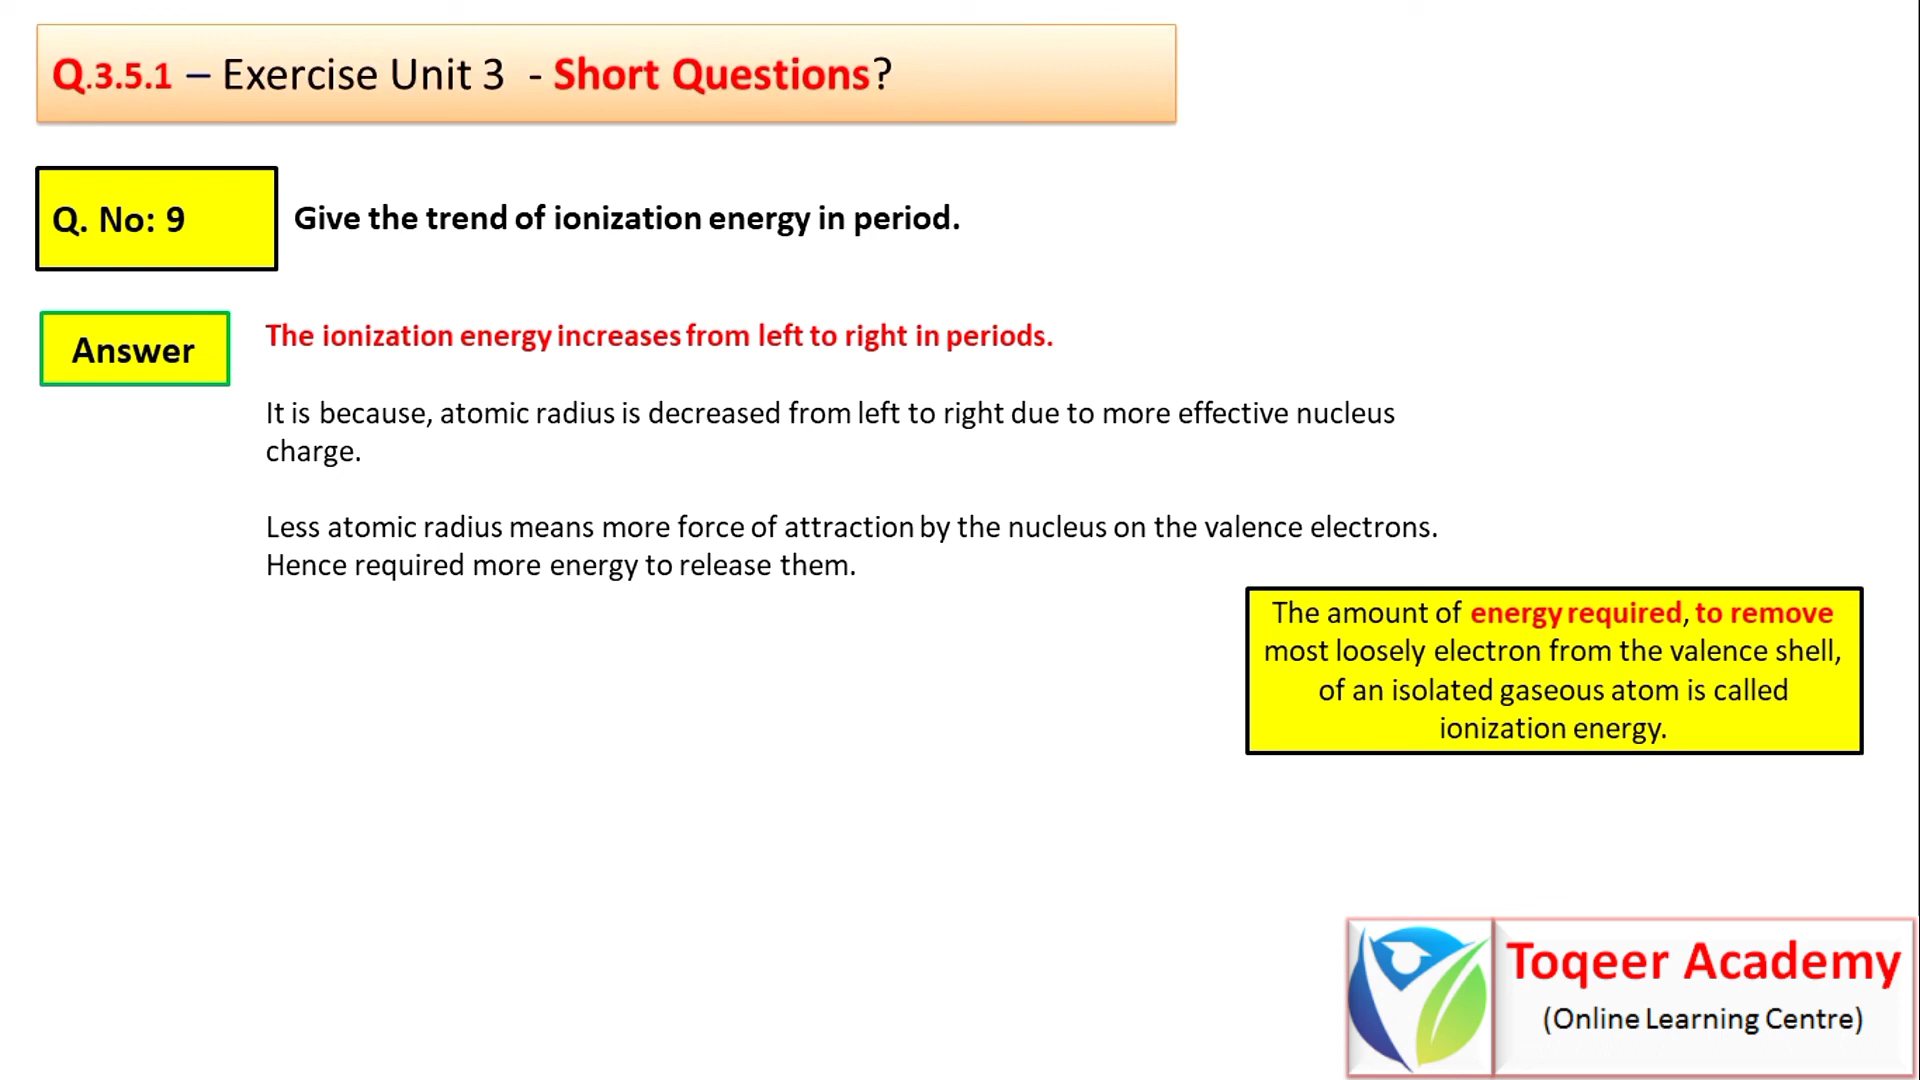 Q.3.5.1 – Exercise Unit 3 - Short Questions?
Q. No: 9
Give the trend of ionization energy in period.
Answer
The ionization energy increases from left to right in periods.
It is because, atomic radius is decreased from left to right due to more effective nucleus
charge.
Less atomic radius means more force of attraction by the nucleus on the valence electrons.
Hence required more energy to release them.
The amount of energy required, to remove
most loosely electron from the valence shell,
of an isolated gaseous atom is called
ionization energy.
Toqeer Academy
(Online Learning Centre)